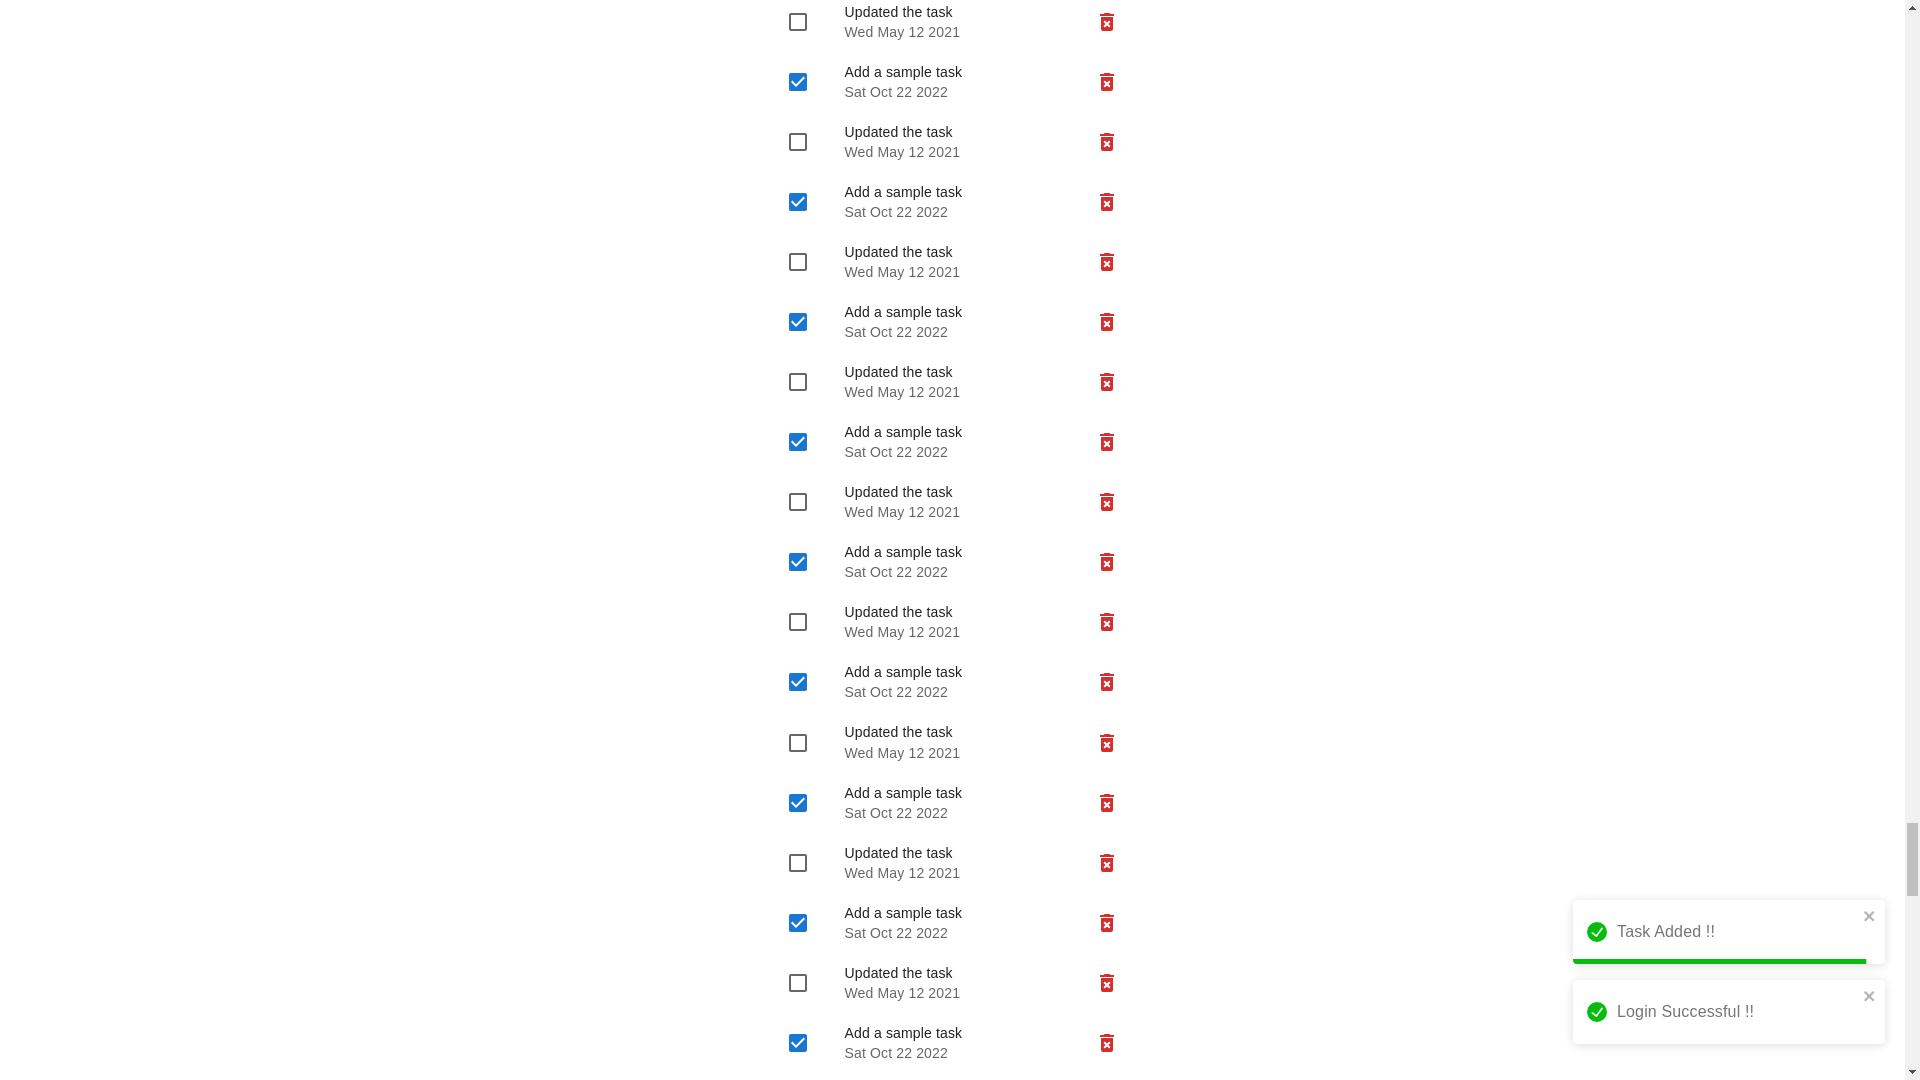 Updated the task
Wed May 12 2021
Add a sample task
Sat Oct 22 2022
Updated the task
Wed May 12 2021
Add a sample task
Sat Oct 22 2022
Updated the task
Wed May 12 2021
Add a sample task
Sat Oct 22 2022
Updated the task
Wed May 12 2021
Add a sample task
Sat Oct 22 2022
Updated the task
Wed May 12 2021
Add a sample task
Sat Oct 22 2022
Updated the task
Wed May 12 2021
Add a sample task
Sat Oct 22 2022
Updated the task
Wed May 12 2021
Add a sample task
Sat Oct 22 2022
Updated the task
Wed May 12 2021
Add a sample task
Sat Oct 22 2022
Updated the task
Wed May 12 2021
Add a sample task
Sat Oct 22 2022
Task Added !!
Login Successful !!